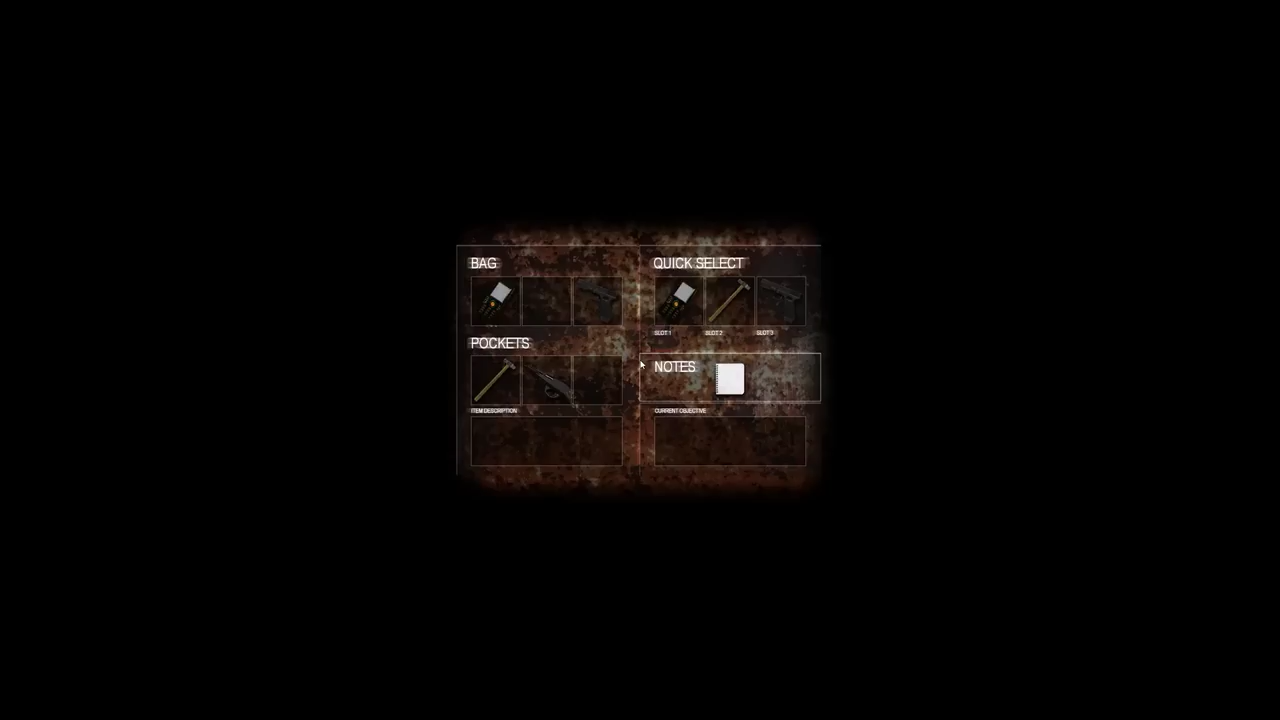 BAG
QUICK SELECT
SLOT 1
SLOT 2
SLOT 3
POCKETS
NOTES
ITEM DESCRIPTION
CURRENT OBJECTIVE